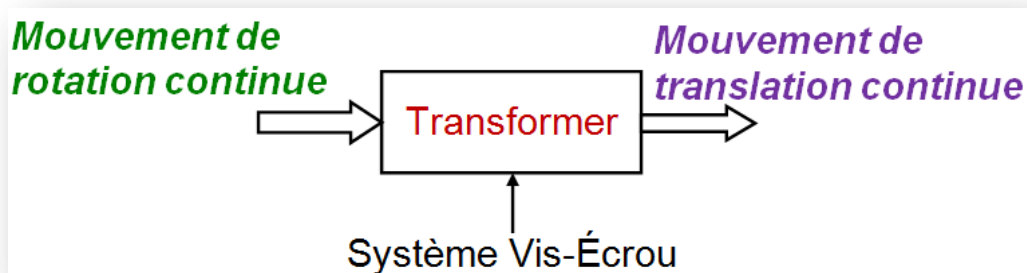 Mouvement de
rotation continue
Mouvement de
translation continue
Transformer
Système Vis-Écrou